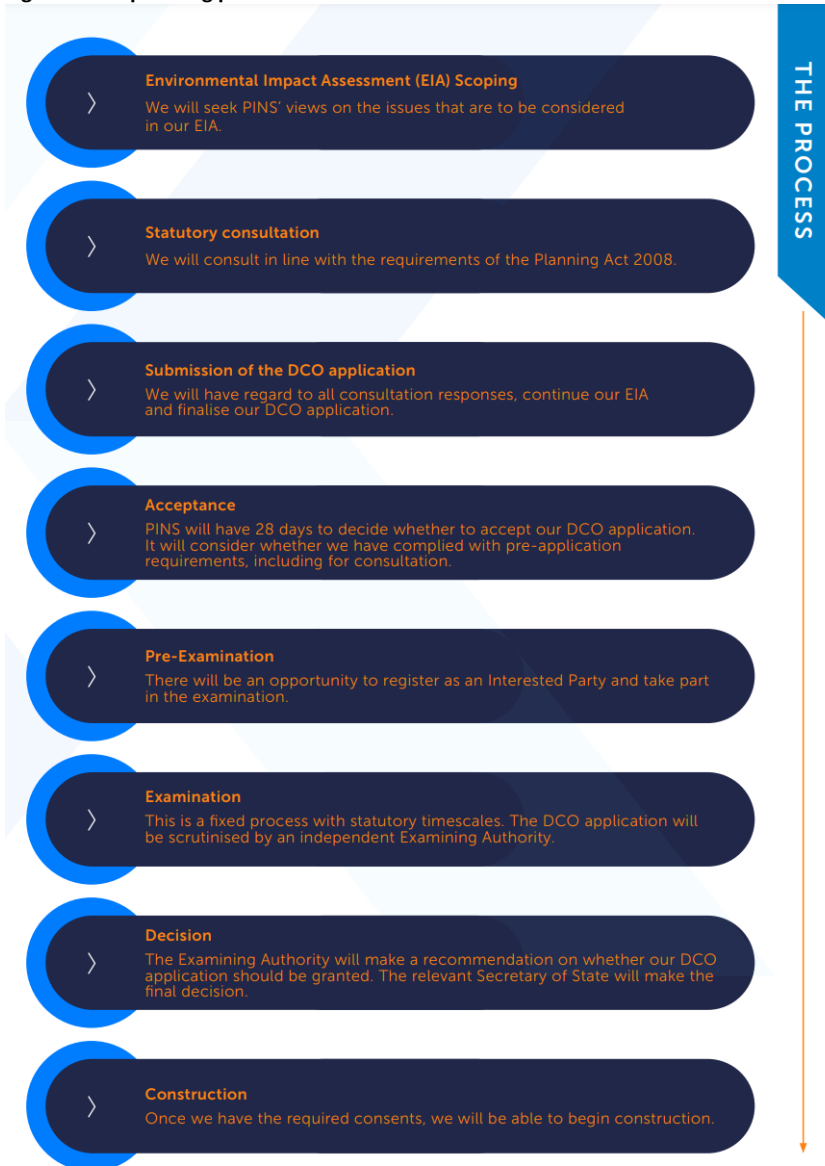 THE PROCESS
Environmental Impact Assessment (EIA) Scoping
We will seek PINS' views on the issues that are to be considered
in our EIA.
Statutory consultation
We will consult in line with the requirements of the Planning Act 2008.
Submission of the DCO application
We will have regard to all consultation responses, continue our EIA
and finalise our DCO application.
Acceptance
PINS will have 28 days to decide whether to accept our DCO application.
It will consider whether we have complied with pre-application
requirements, including for consultation.
Pre-Examination
There will be an opportunity to register as an Interested Party and take part
in the examination.
Examination
This is a fixed process with statutory timescales. The DCO application will
be scrutinised by an independent Examining Authority.
Decision
The Examining Authority will make a recommendation on whether our DCO
application should be granted. The relevant Secretary of State will make the
final decision.
Construction
Once we have the required consents, we will be able to begin construction.